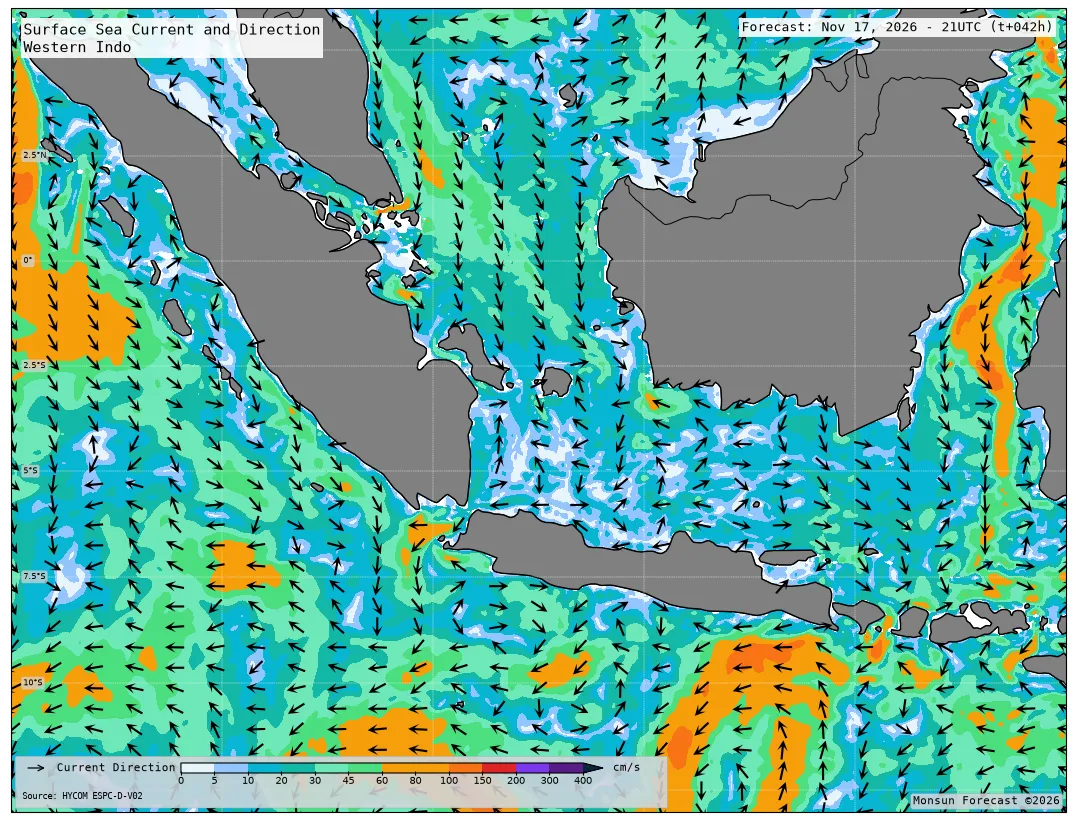 Surface Sea Current and Direction
Western Indo
Forecast: Nov 17, 2026 - 21UTC (t+042h)
2.5°N
0°
2.5°S
5°S
7.5°S
10°S
Current Direction
0 5 10 20 30 45 60 80 100 150 200 300 400 cm/s
Source: HYCOM ESPC-D-V02
Monsun Forecast ©2026